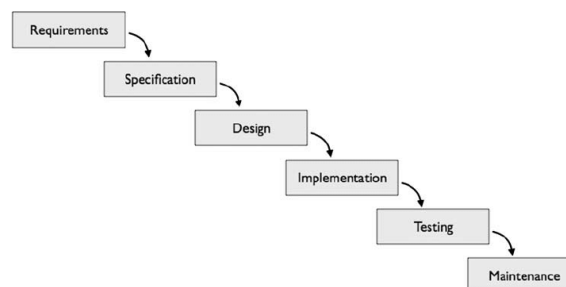 Requirements
Specification
Design
Implementation
Testing
Maintenance